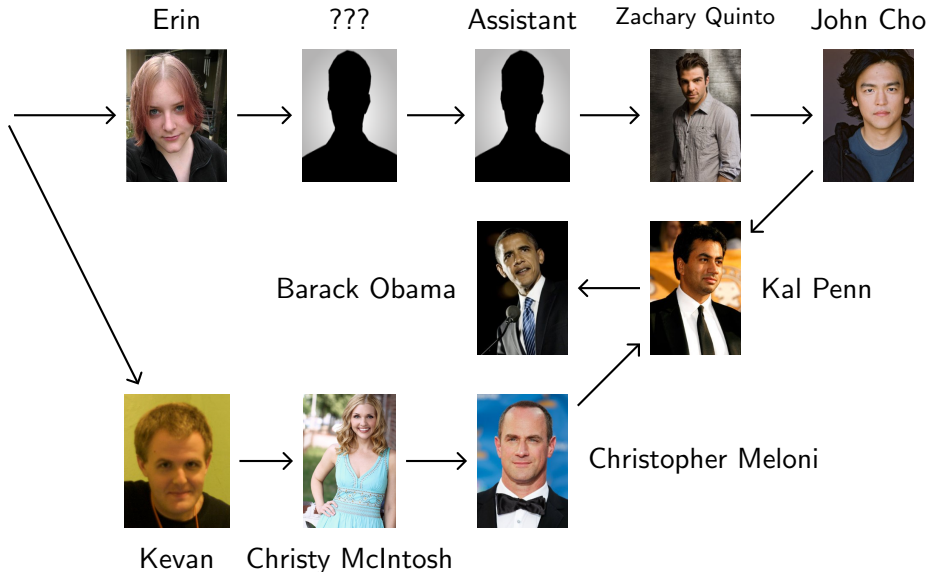 Erin
???
Assistant
Zachary Quinto
John Cho
Barack Obama
Kal Penn
Christopher Meloni
Kevan
Christy McIntosh